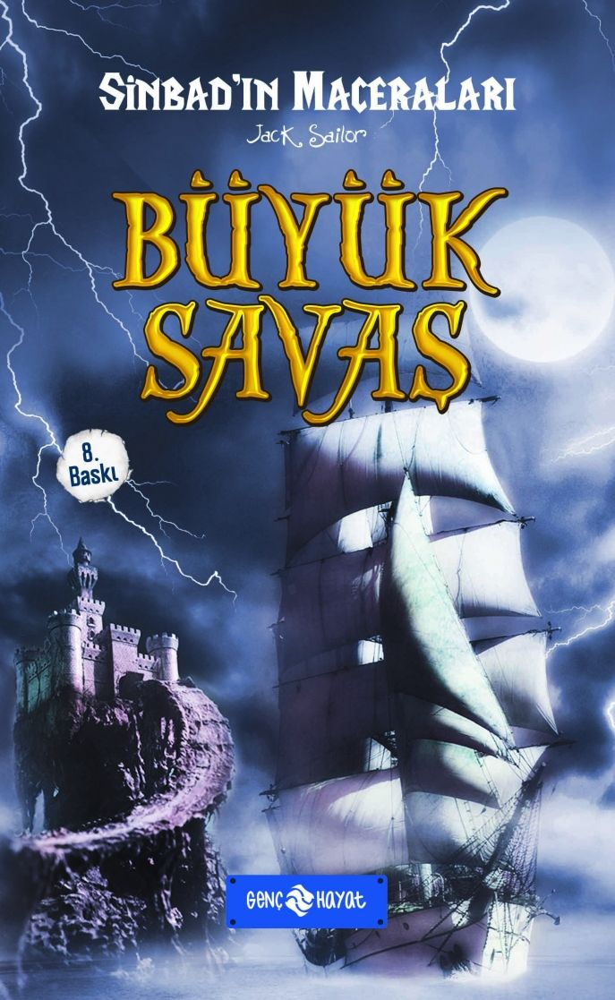 SİNBAD'IN MACERALARI
Jack Sailor
BÜYÜK
SAVAŞ
8.
Baskı
GENÇ HAYAT